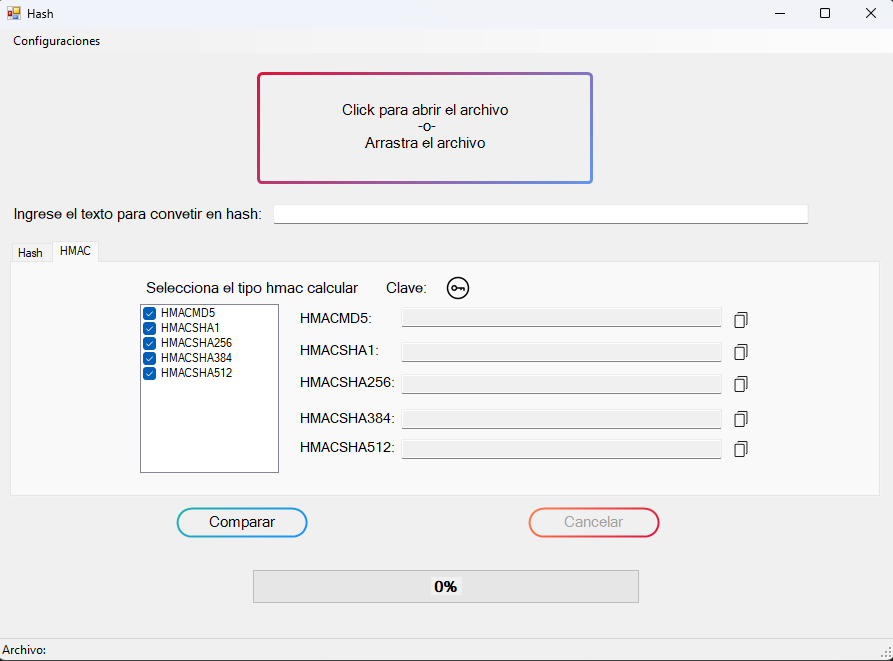 Hash
Configuraciones
Click para abrir el archivo
-o-
Arrastra el archivo
Ingrese el texto para convetir en hash:
Hash HMAC
Selecciona el tipo hmac calcular Clave:
HMACMD5
HMACSHA1
HMACSHA256
HMACSHA384
HMACSHA512
HMACMD5:
HMACSHA1:
HMACSHA256:
HMACSHA384:
HMACSHA512:
Comparar Cancelar
0%
Archivo: